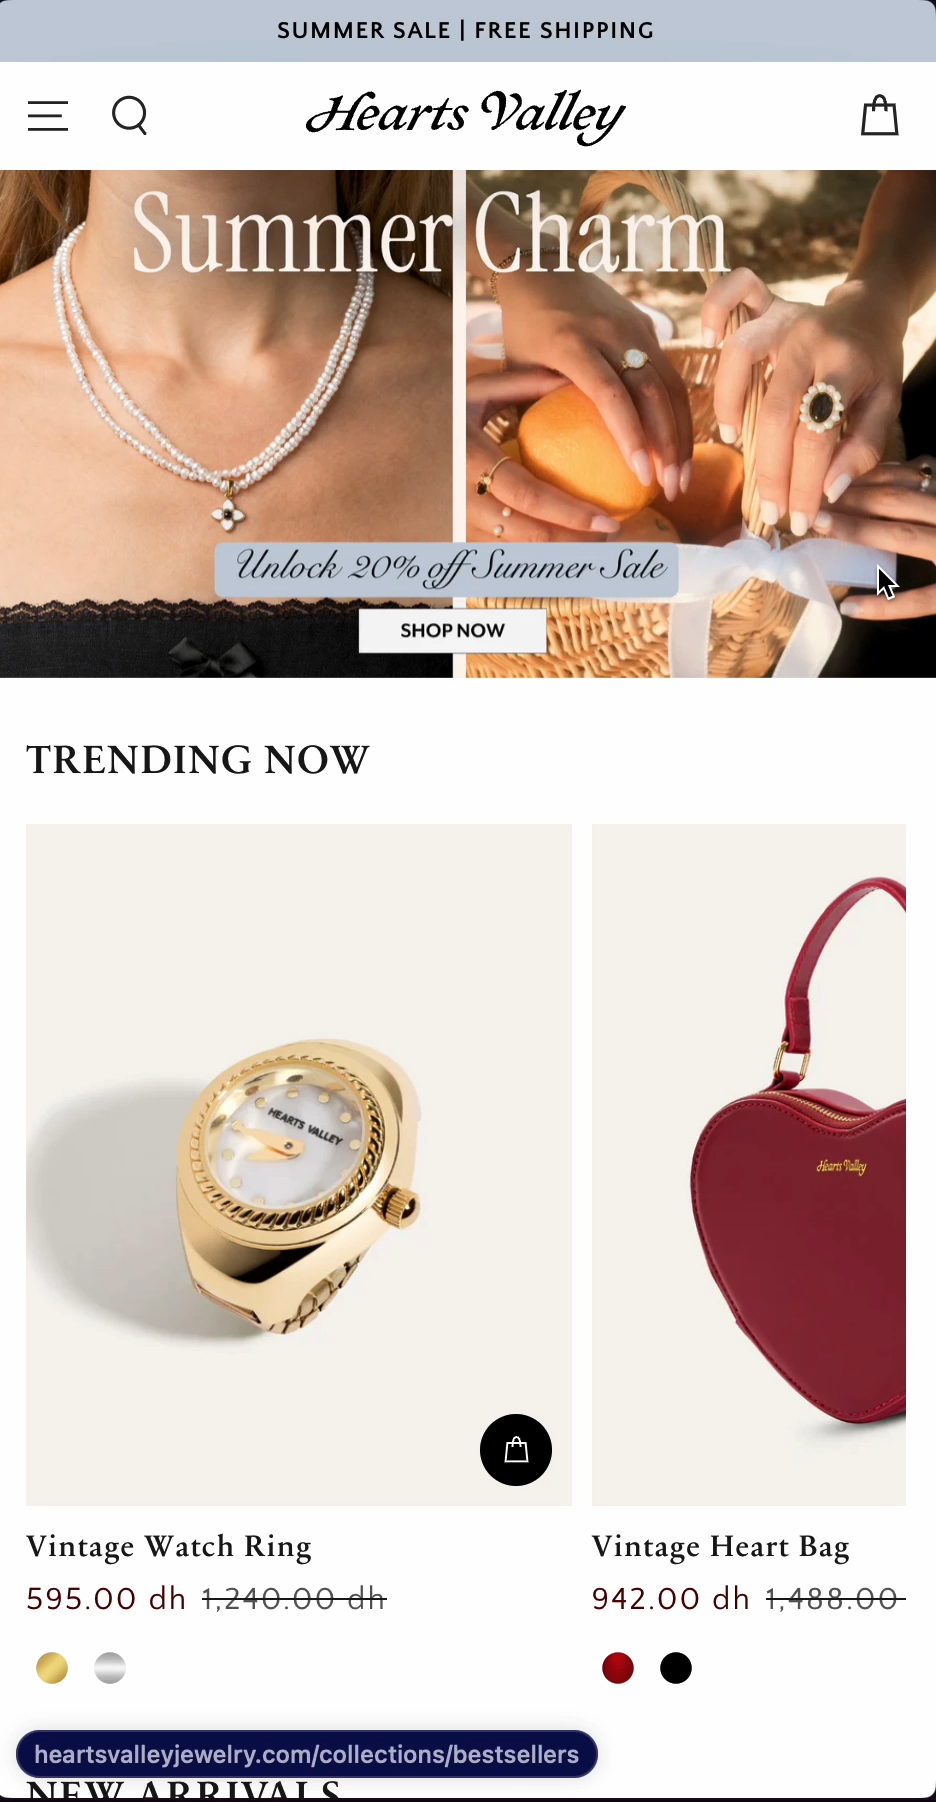 SUMMER SALE | FREE SHIPPING
Hearts Valley
Summer Charm
Unlock 20% off Summer Sale
SHOP NOW
TRENDING NOW
HEARTS VALLEY
Hearts Valley
Vintage Watch Ring
Vintage Heart Bag
595.00 dh 1,240.00 dh
942.00 dh 1,488.00
heartsvalleyjewelry.com/collections/bestsellers
NEW ARRIVALS